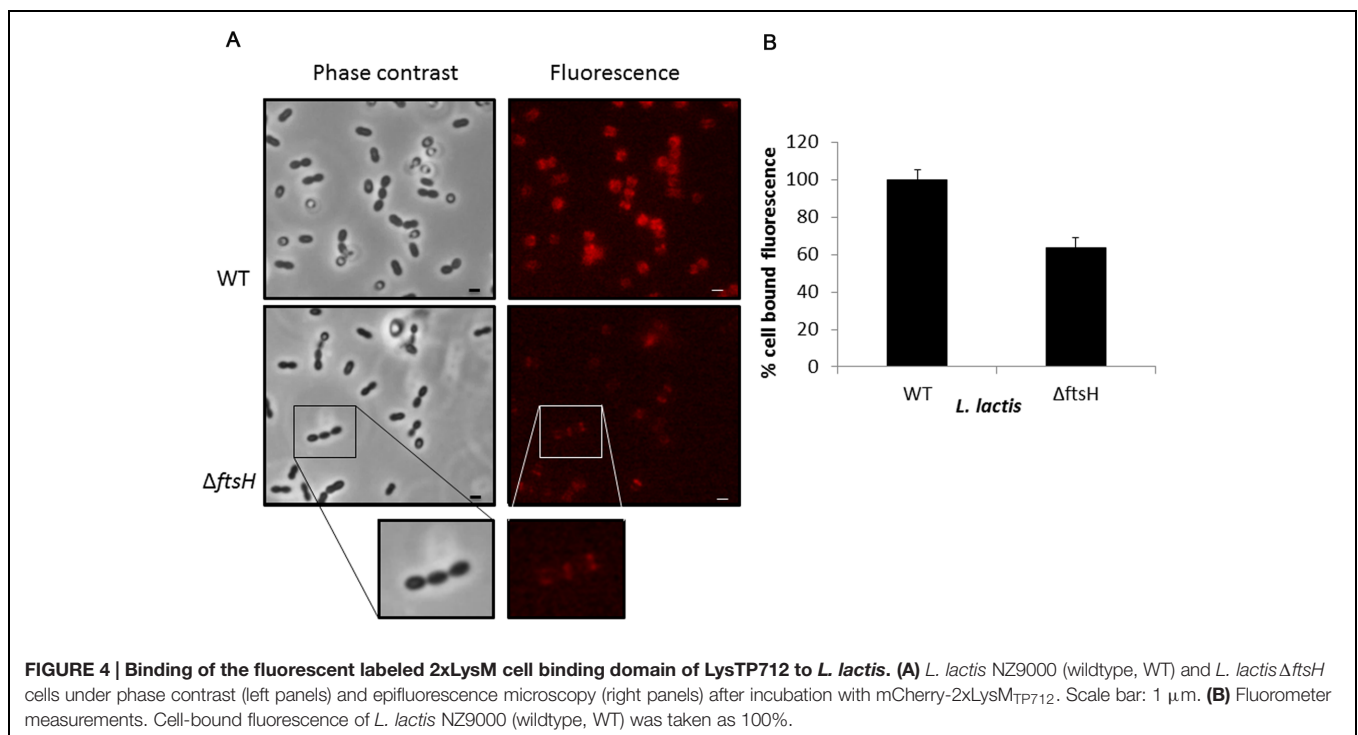 A
Phase contrast
Fluorescence
WT
ΔftsH
B
% cell bound fluorescence
120
100
80
60
40
20
0
WT
L. lactis
ΔftsH
FIGURE 4 | Binding of the fluorescent labeled 2xLysM cell binding domain of LysTP712 to L. lactis. (A) L. lactis NZ9000 (wildtype, WT) and L. lactisΔftsH
cells under phase contrast (left panels) and epifluorescence microscopy (right panels) after incubation with mCherry-2xLysMTP712. Scale bar: 1 μm. (B) Fluorometer
measurements. Cell-bound fluorescence of L. lactis NZ9000 (wildtype, WT) was taken as 100%.